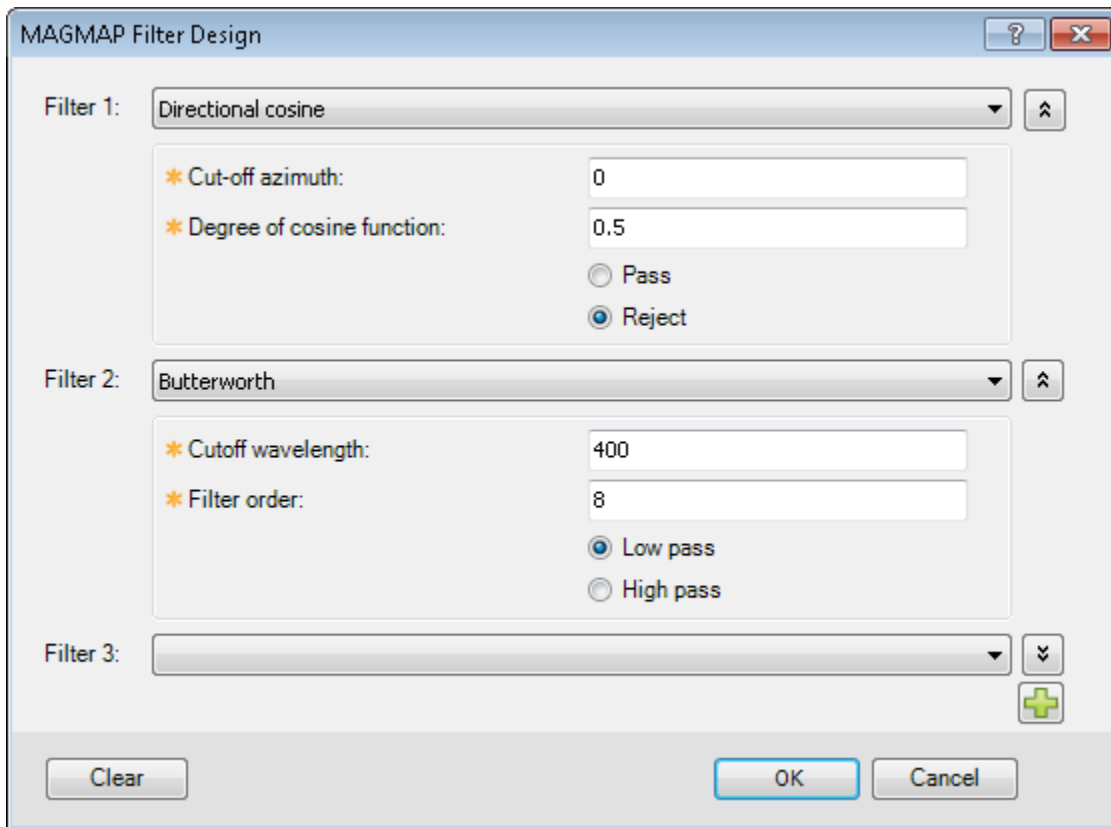 MAGMAP Filter Design
Filter 1: Directional cosine
* Cut-off azimuth: 0
* Degree of cosine function: 0.5
Pass
Reject
Filter 2: Butterworth
* Cutoff wavelength: 400
* Filter order: 8
Low pass
High pass
Filter 3:
Clear OK Cancel